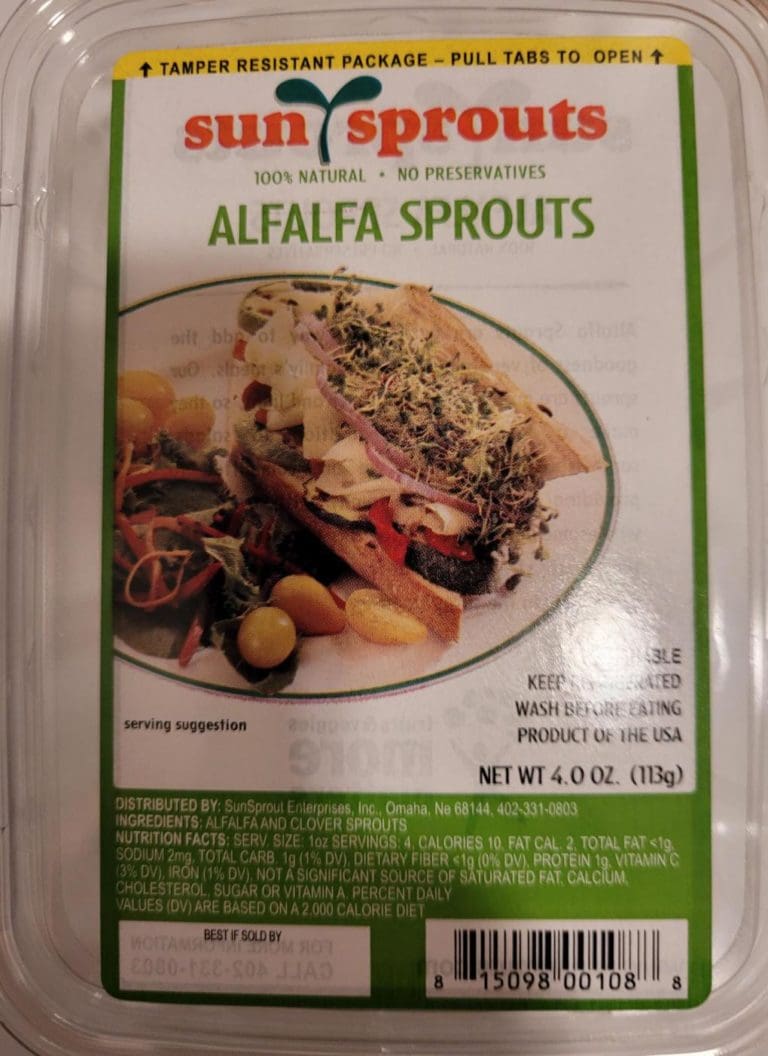 ↑ TAMPER RESISTANT PACKAGE – PULL TABS TO OPEN ↑
sun sprouts
100% NATURAL • NO PRESERVATIVES
ALFALFA SPROUTS
KEEP
WASH BEFORE EATING
PRODUCT OF THE USA
serving suggestion
NET WT 4.0 OZ. (113g)
DISTRIBUTED BY: SunSprout Enterprises, Inc., Omaha, Ne 68144, 402-331-0803
INGREDIENTS: ALFALFA AND CLOVER SPROUTS
NUTRITION FACTS: SERV. SIZE: 1oz SERVINGS: 4, CALORIES 10, FAT CAL. 2, TOTAL FAT <1g,
SODIUM 2mg, TOTAL CARB. 1g (1% DV), DIETARY FIBER <1g (0% DV), PROTEIN 1g, VITAMIN C
(3% DV), IRON (1% DV), NOT A SIGNIFICANT SOURCE OF SATURATED FAT, CALCIUM,
CHOLESTEROL, SUGAR OR VITAMIN A. PERCENT DAILY
VALUES (DV) ARE BASED ON A 2,000 CALORIE DIET
BEST IF SOLD BY
8 15098 00108 8